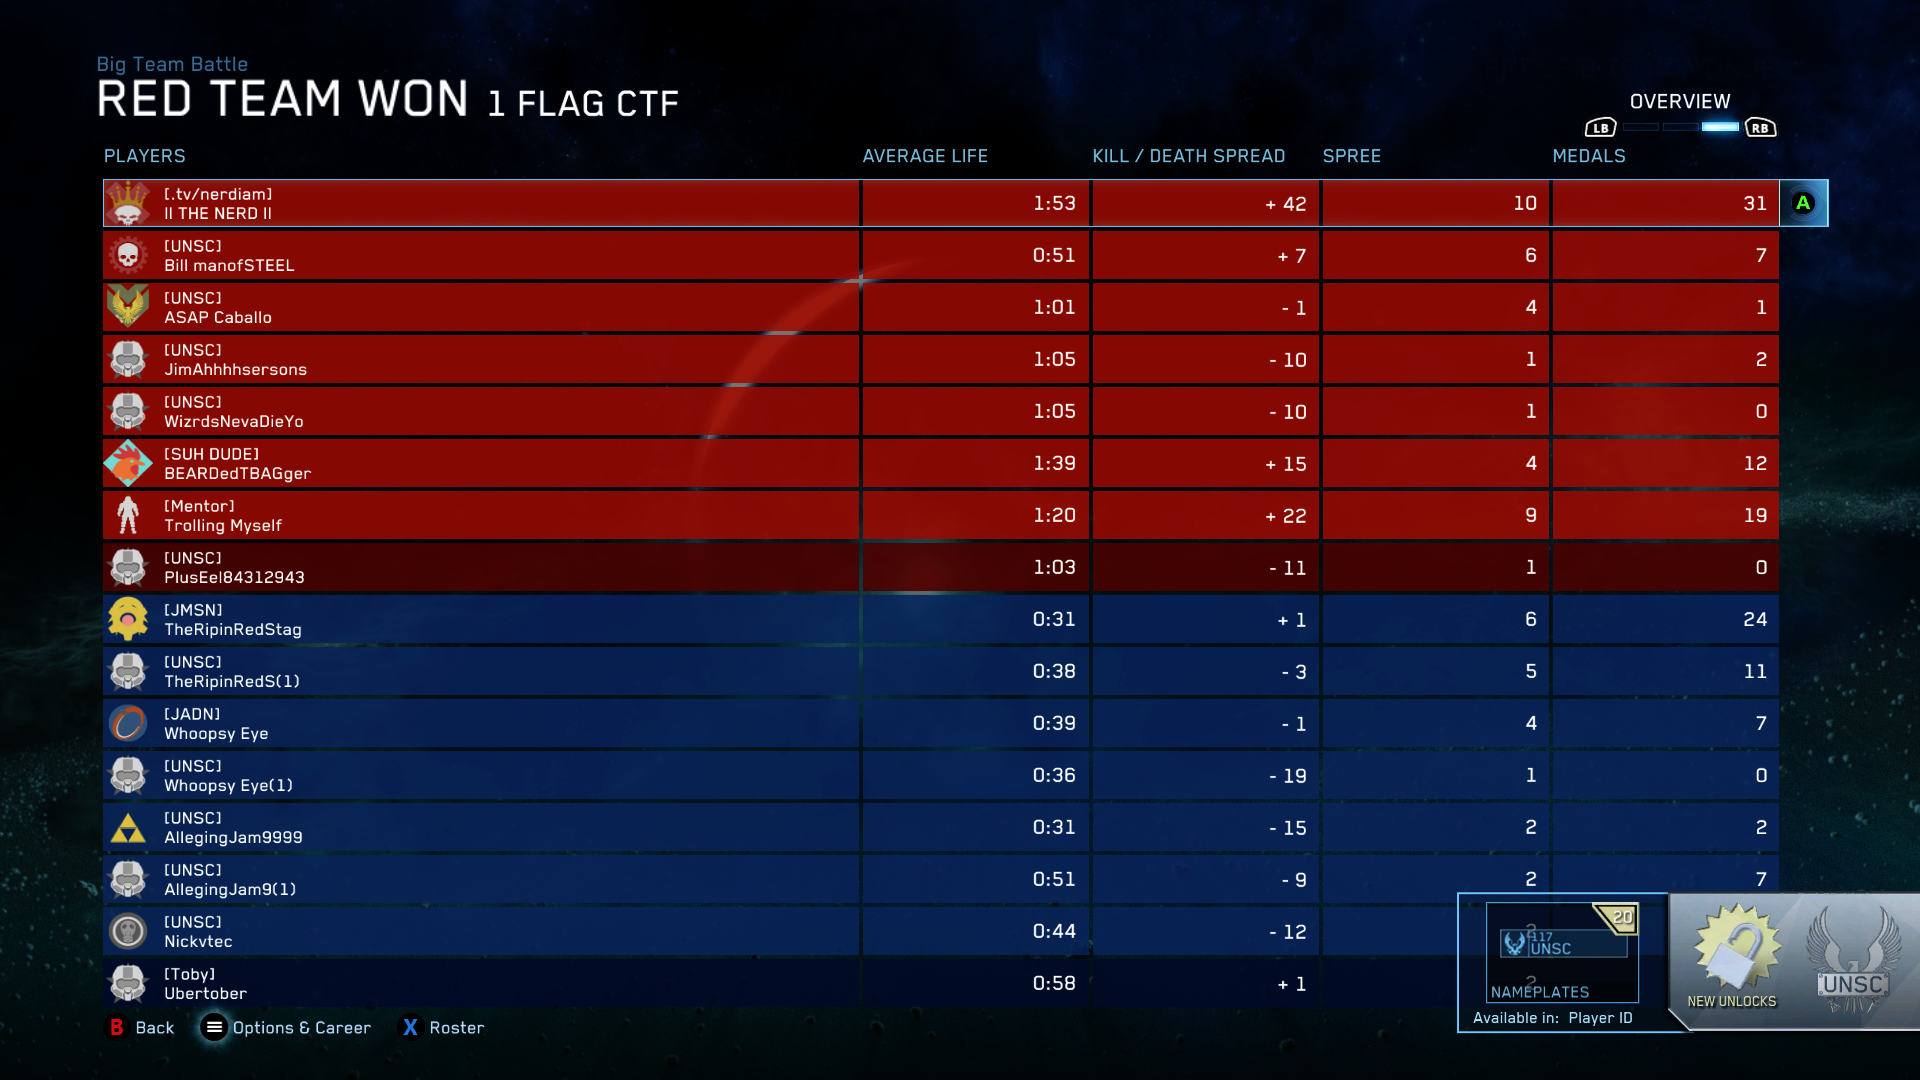 Big Team Battle
RED TEAM WON 1 FLAG CTF
OVERVIEW
LB RB
PLAYERS AVERAGE LIFE KILL / DEATH SPREAD SPREE MEDALS
[.tv/nerdiam]
II THE NERD II 1:53 + 42 10 31 A
[UNSC]
Bill manofSTEEL 0:51 + 7 6 7
[UNSC]
ASAP Caballo 1:01 - 1 4 1
[UNSC]
JimAhhhhsersons 1:05 - 10 1 2
[UNSC]
WizrdsNevaDieYo 1:05 - 10 1 0
[SUH DUDE]
BEARDedTBAGger 1:39 + 15 4 12
[Mentor]
Trolling Myself 1:20 + 22 9 19
[UNSC]
PlusEel84312943 1:03 - 11 1 0
[JMSN]
TheRipinRedStag 0:31 + 1 6 24
[UNSC]
TheRipinRedS(1) 0:38 - 3 5 11
[JADN]
Whoopsy Eye 0:39 - 1 4 7
[UNSC]
Whoopsy Eye(1) 0:36 - 19 1 0
[UNSC]
AllegingJam9999 0:31 - 15 2 2
[UNSC]
AllegingJam9(1) 0:51 - 9 2 7
[UNSC]
Nickvtec 0:44 - 12
[Toby]
Ubertober 0:58 + 1 2
20
117
UNSC
NAMEPLATES
Available in: Player ID
NEW UNLOCKS
UNSC
B Back Options & Career X Roster